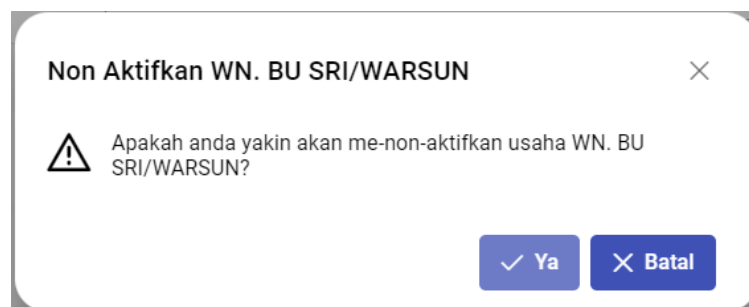 Non Aktifkan WN. BU SRI/WARSUN
Apakah anda yakin akan me-non-aktifkan usaha WN. BU
SRI/WARSUN?
Ya
Batal